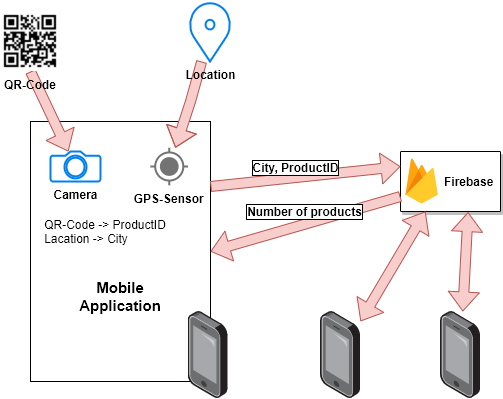 QR-Code
Location
Camera
GPS-Sensor
QR-Code -> ProductID
Lacation -> City
Mobile
Application
City, ProductID
Number of products
Firebase